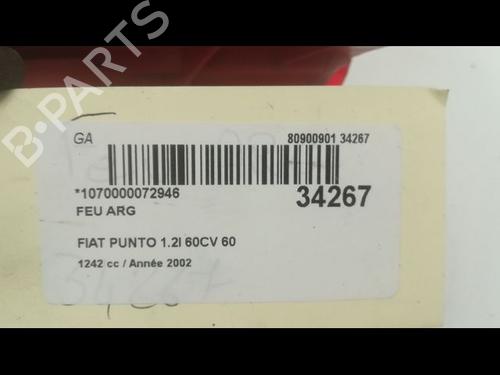 B-PARTS
GA
80900901 34267
*1070000072946
34267
FEU ARG
FIAT PUNTO 1.2I 60CV 60
1242 cc / Année 2002